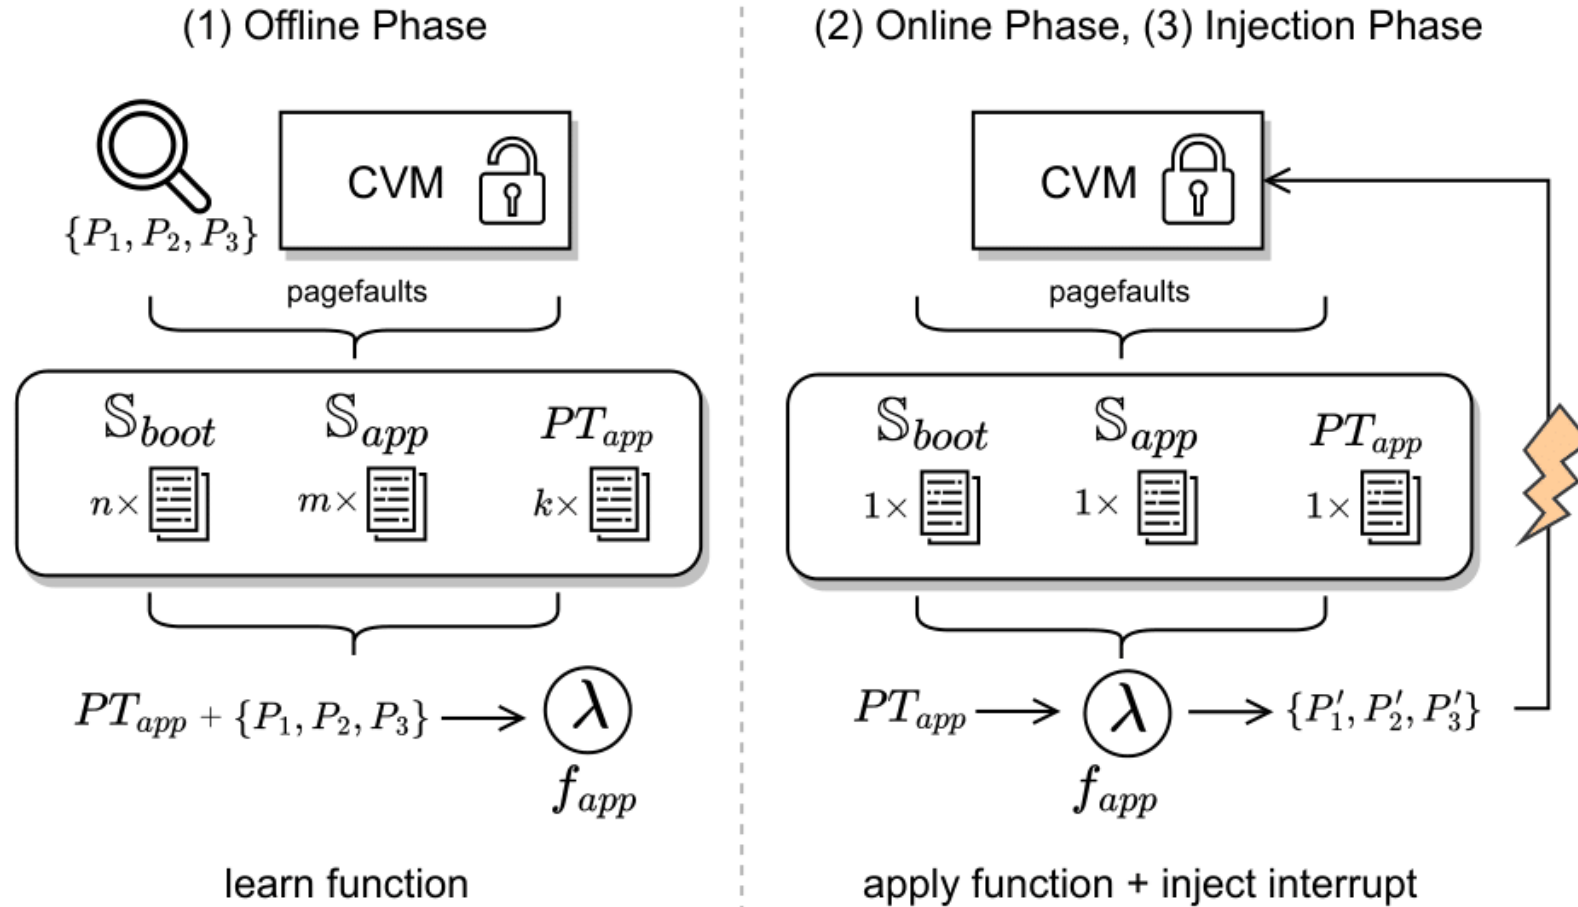 (1) Offline Phase
CVM
{P₁, P₂, P₃}
pagefaults
𝕊boot 𝕊app PTapp
n× m× k×
PTapp + {P₁, P₂, P₃}
λ
fapp
learn function
(2) Online Phase, (3) Injection Phase
CVM
pagefaults
𝕊boot 𝕊app PTapp
1× 1× 1×
PTapp
λ
{P′₁, P′₂, P′₃}
fapp
apply function + inject interrupt